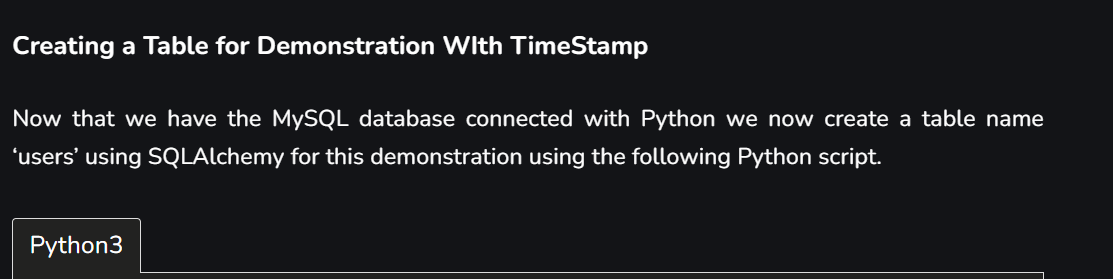 Creating a Table for Demonstration WIth TimeStamp
Now that we have the MySQL database connected with Python we now create a table name
‘users’ using SQLAlchemy for this demonstration using the following Python script.
Python3